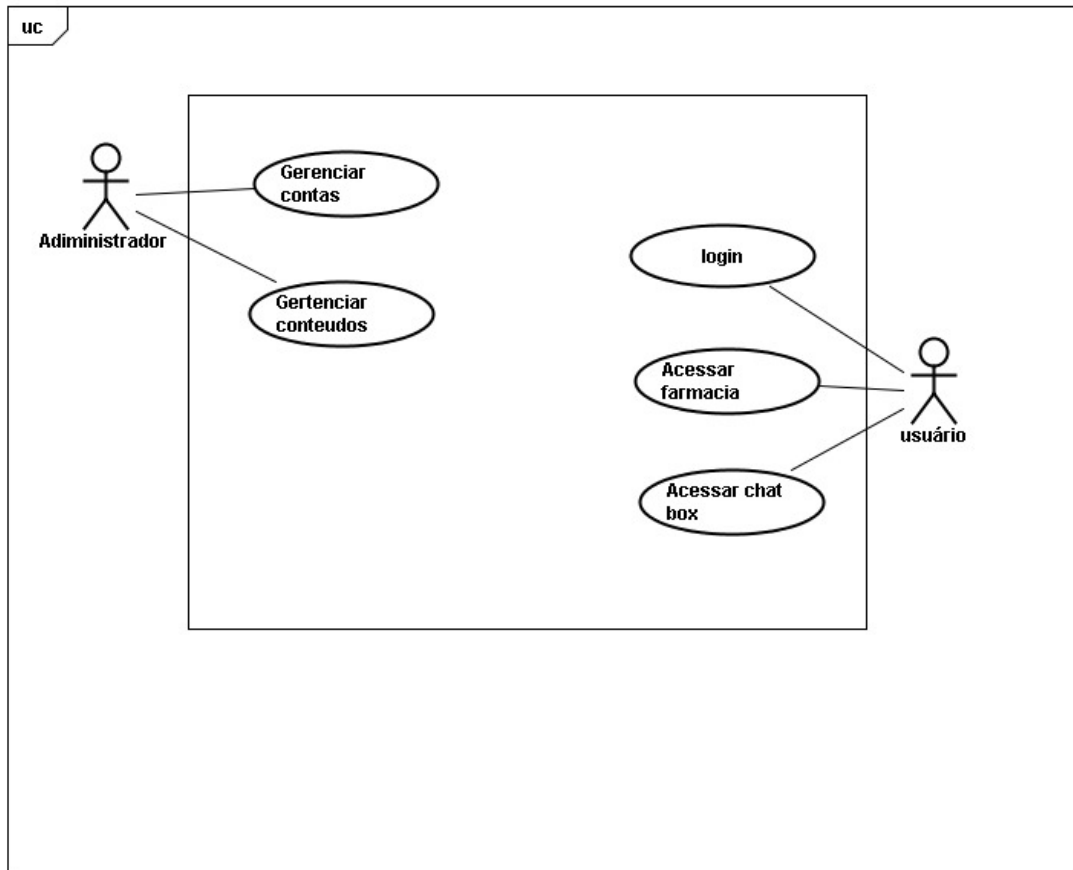 uc
Gerenciar
contas
Adiministrador
login
Gertenciar
conteudos
Acessar
farmacia
usuário
Acessar chat
box